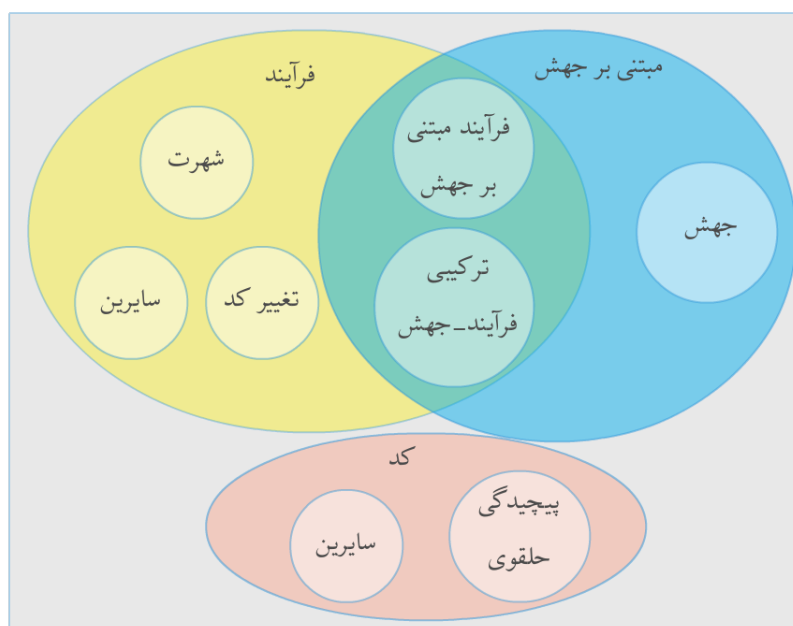 مبتنی بر جهش
فرآیند
فرآیند مبتنی
بر جهش
شهرت
جهش
ترکیبی
فرآیند-جهش
تغییر کد
سایرین
کد
پیچیدگی
حلقوی
سایرین